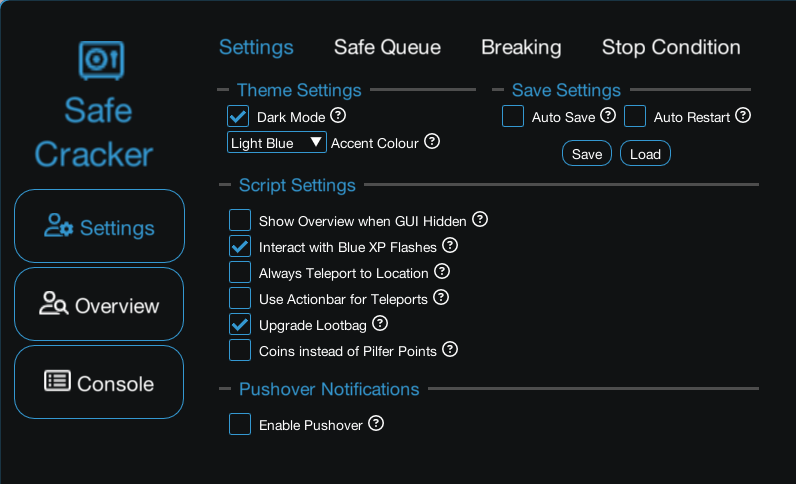 Safe
Cracker
Settings
Overview
Console
Settings Safe Queue Breaking Stop Condition
Theme Settings
Dark Mode ?
Light Blue ▼ Accent Colour ?
Save Settings
Auto Save ? Auto Restart ?
Save Load
Script Settings
Show Overview when GUI Hidden ?
Interact with Blue XP Flashes ?
Always Teleport to Location ?
Use Actionbar for Teleports ?
Upgrade Lootbag ?
Coins instead of Pilfer Points ?
Pushover Notifications
Enable Pushover ?